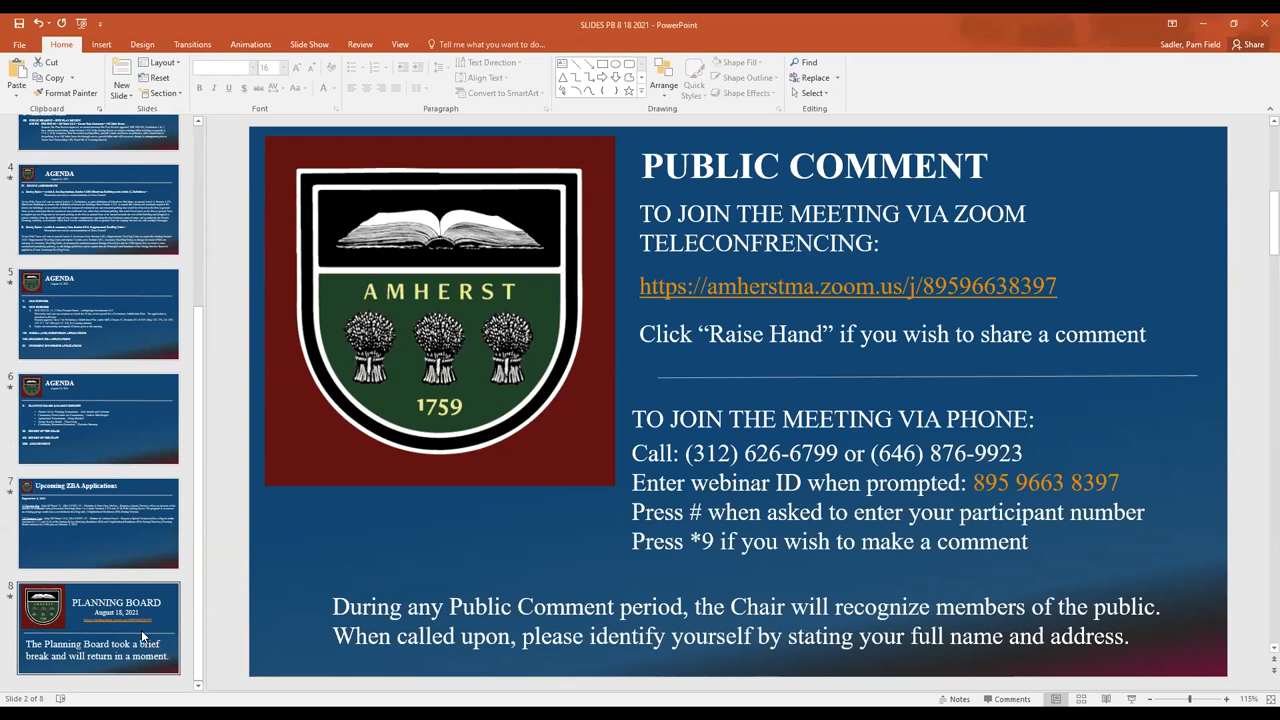 SLIDES PB 8 18 2021 - PowerPoint
File Home Insert Design Transitions Animations Slide Show Review View Tell me what you want to do...
Sadler, Pam Field Share
Paste
Cut
Copy
Format Painter
Clipboard
New Slide
Layout
Reset
Section
Slides
16
Font
Text Direction
Align Text
Convert to SmartArt
Paragraph
Arrange
Quick Styles
Shape Fill
Shape Outline
Shape Effects
Drawing
Find
Replace
Select
Editing
4
AGENDA
5
AGENDA
6
AGENDA
7
Upcoming ZBA Applications
8
PLANNING BOARD
August 18, 2021
The Planning Board took a brief
break and will return in a moment.
AMHERST
1759
PUBLIC COMMENT
TO JOIN THE MEETING VIA ZOOM
TELECONFRENCING:
https://amherstma.zoom.us/j/89596638397
Click “Raise Hand” if you wish to share a comment
TO JOIN THE MEETING VIA PHONE:
Call: (312) 626-6799 or (646) 876-9923
Enter webinar ID when prompted: 895 9663 8397
Press # when asked to enter your participant number
Press *9 if you wish to make a comment
During any Public Comment period, the Chair will recognize members of the public.
When called upon, please identify yourself by stating your full name and address.
Slide 2 of 8
Notes
Comments
115%